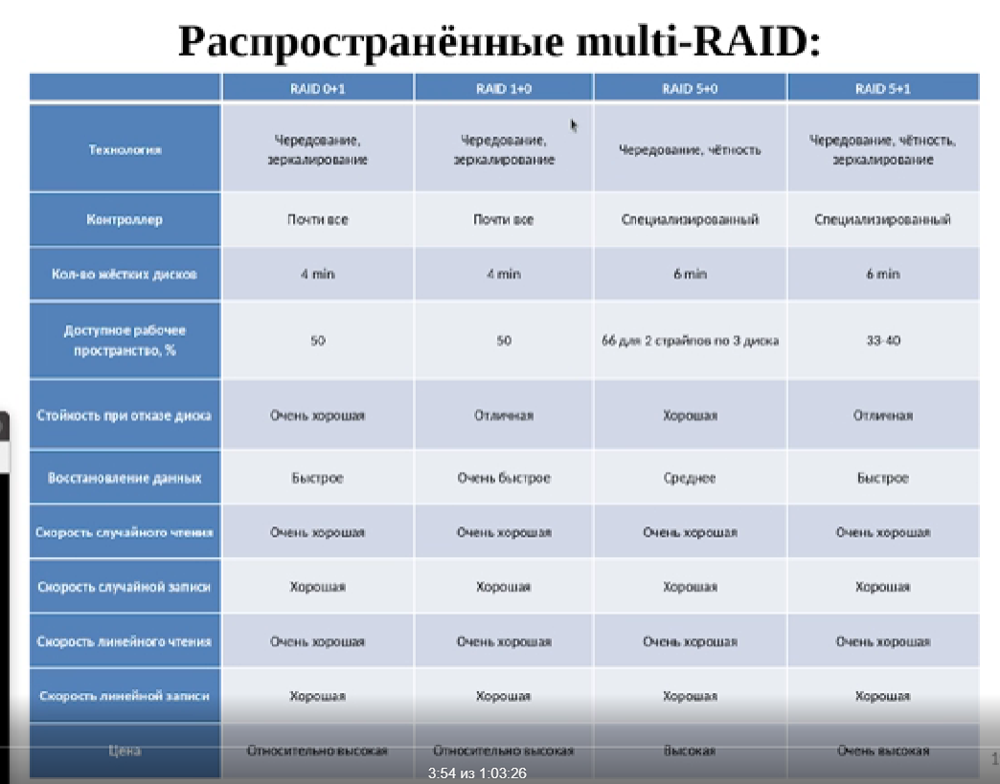 Распространённые multi-RAID:
RAID 0+1 RAID 1+0 RAID 5+0 RAID 5+1
Технология Чередование, зеркалирование Чередование, зеркалирование Чередование, чётность Чередование, чётность, зеркалирование
Контроллер Почти все Почти все Специализированный Специализированный
Кол-во жёстких дисков 4 min 4 min 6 min 6 min
Доступное рабочее пространство, % 50 50 66 для 2 страйпов по 3 диска 33-40
Стойкость при отказе диска Очень хорошая Отличная Хорошая Отличная
Восстановление данных Быстрое Очень быстрое Среднее Быстрое
Скорость случайного чтения Очень хорошая Очень хорошая Очень хорошая Очень хорошая
Скорость случайной записи Хорошая Хорошая Хорошая Хорошая
Скорость линейного чтения Очень хорошая Очень хорошая Очень хорошая Очень хорошая
Скорость линейной записи Хорошая Хорошая Хорошая Хорошая
Цена Относительно высокая Относительно высокая Высокая Очень высокая
3:54 из 1:03:26